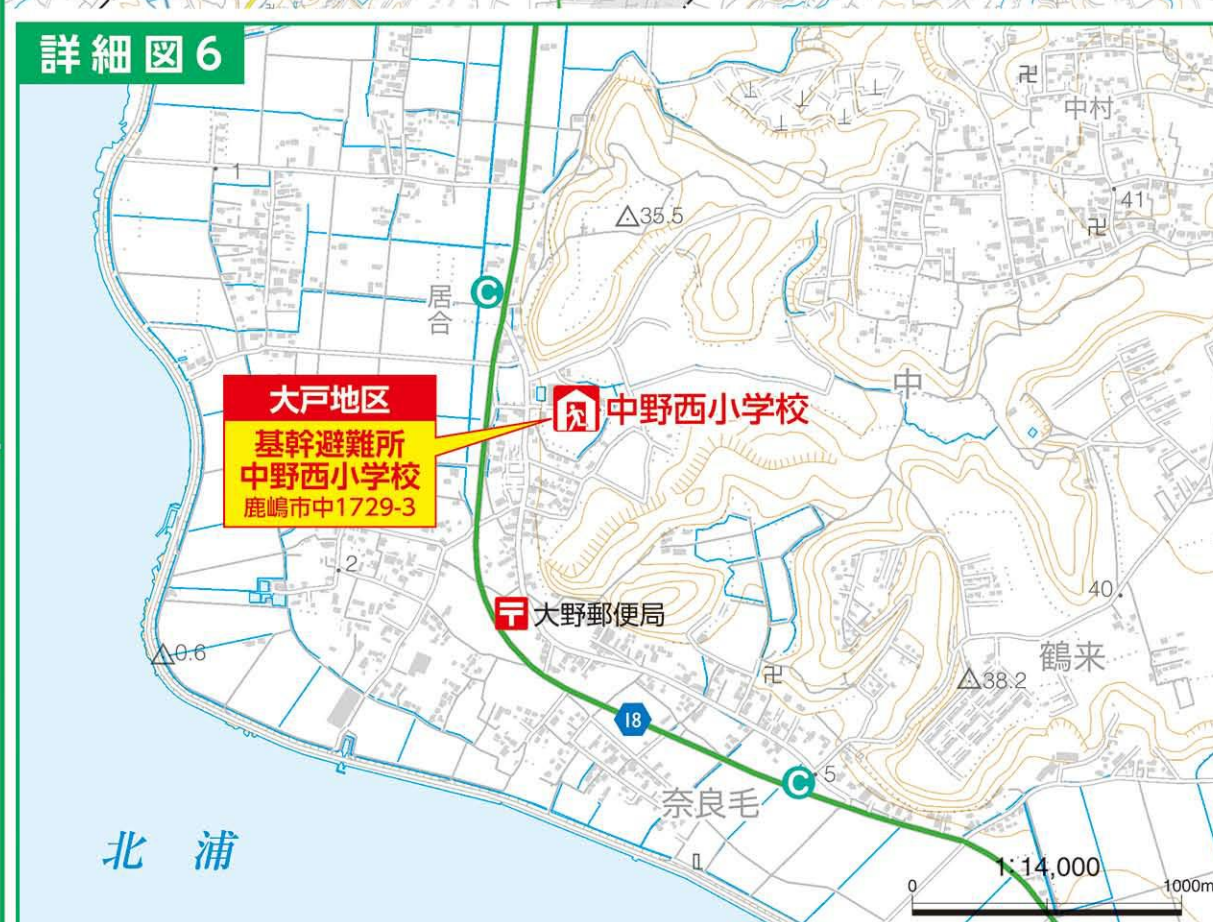 詳細図6
中村
1
35.5
41
居合
C
大戸地区
基幹避難所
中野西小学校
鹿嶋市中1729-3
中野西小学校
中
2
大野郵便局
40
0.6
鶴来
38.2
18
C
5
奈良毛
北浦
1:14,000
0
1000m